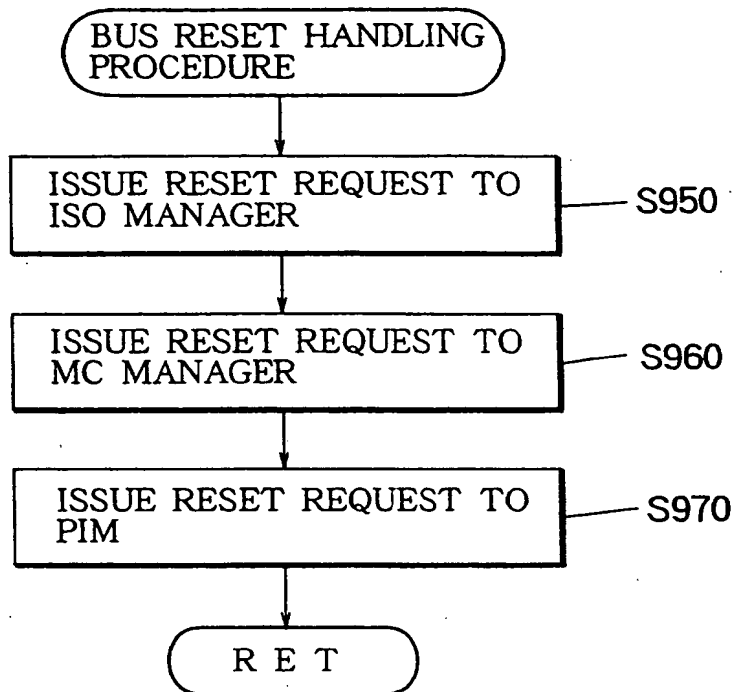 BUS RESET HANDLING
PROCEDURE
ISSUE RESET REQUEST TO
ISO MANAGER
S950
ISSUE RESET REQUEST TO
MC MANAGER
S960
ISSUE RESET REQUEST TO
PIM
S970
R E T